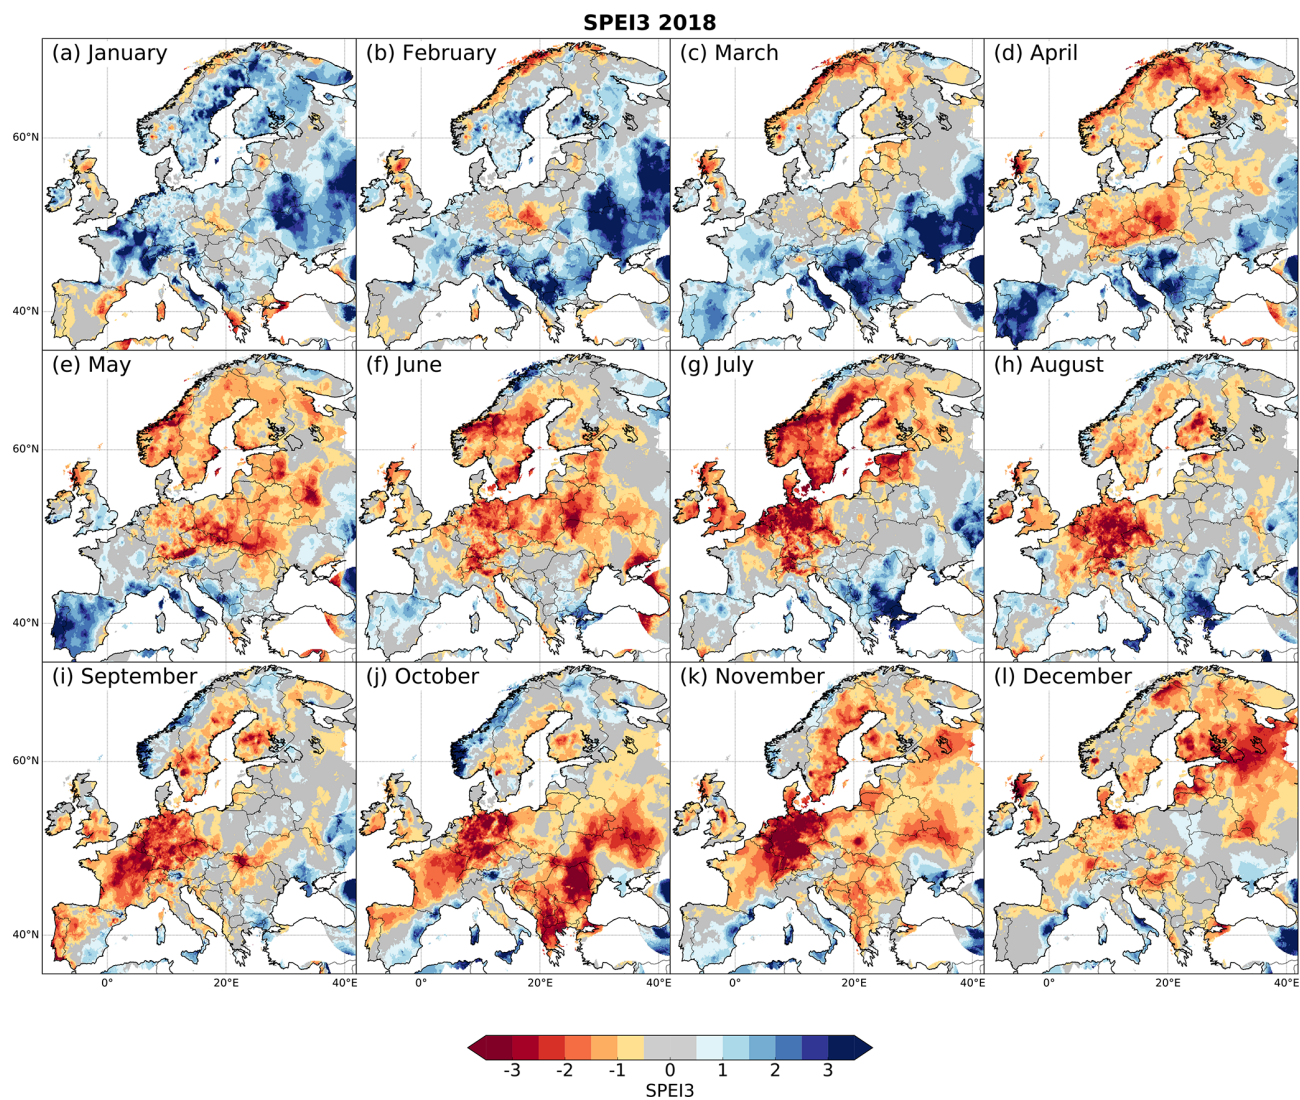 SPEI3 2018
(a) January
(b) February
(c) March
(d) April
60°N
40°N
(e) May
(f) June
(g) July
(h) August
60°N
40°N
(i) September
(j) October
(k) November
(l) December
60°N
40°N
0° 20°E 40°E 0° 20°E 40°E 0° 20°E 40°E 0° 20°E 40°E
-3 -2 -1 0 1 2 3
SPEI3